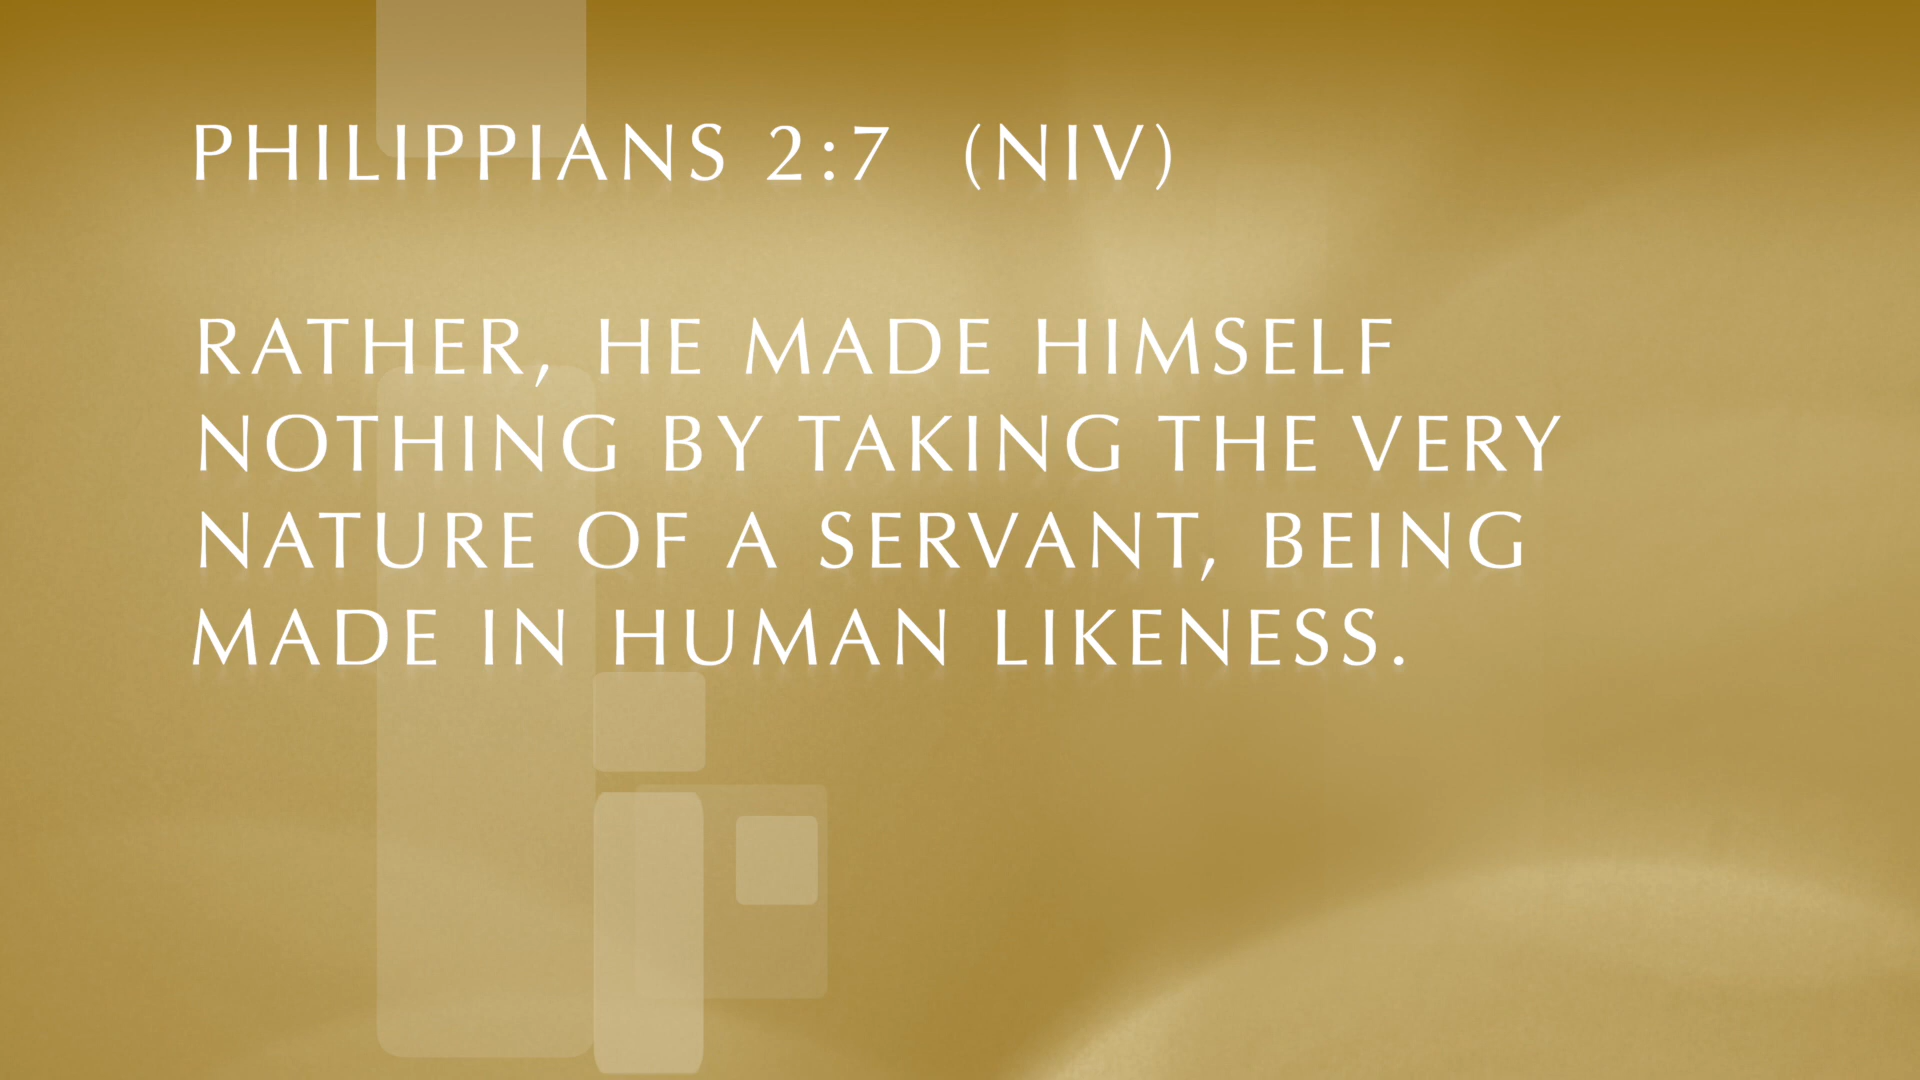 PHILIPPIANS 2:7 (NIV)
RATHER, HE MADE HIMSELF
NOTHING BY TAKING THE VERY
NATURE OF A SERVANT, BEING
MADE IN HUMAN LIKENESS.